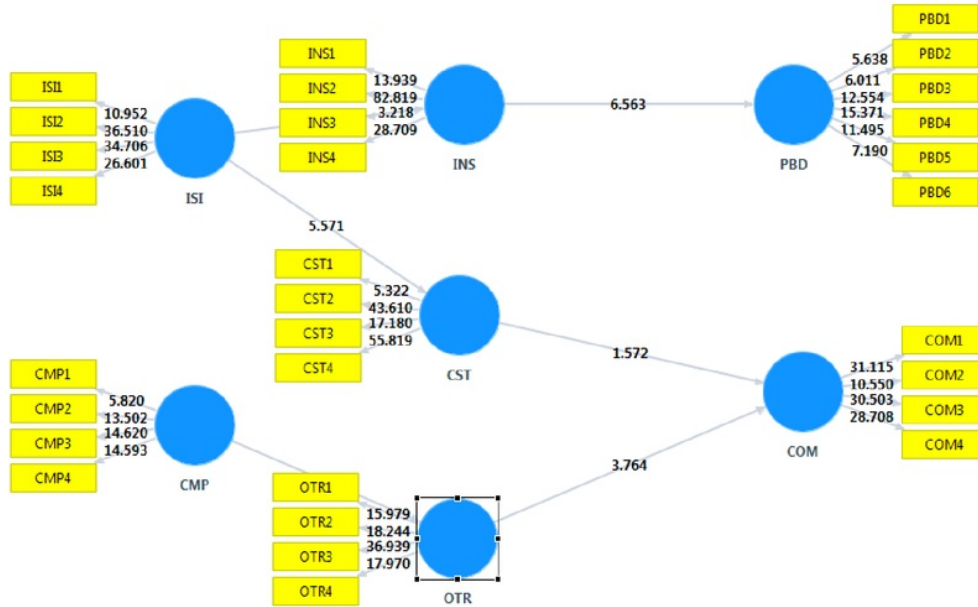 ISI1
ISI2
ISI3
ISI4
10.952
36.510
34.706
26.601
ISI
INS1
INS2
INS3
INS4
13.939
82.819
3.218
28.709
INS
6.563
PBD1
PBD2
PBD3
PBD4
PBD5
PBD6
5.638
6.011
12.554
15.371
11.495
7.190
PBD
5.571
CST1
CST2
CST3
CST4
5.322
43.610
17.180
55.819
CST
1.572
CMP1
CMP2
CMP3
CMP4
5.820
13.502
14.620
14.593
CMP
OTR1
OTR2
OTR3
OTR4
15.979
18.244
36.939
17.970
OTR
3.764
COM1
COM2
COM3
COM4
31.115
10.550
30.503
28.708
COM